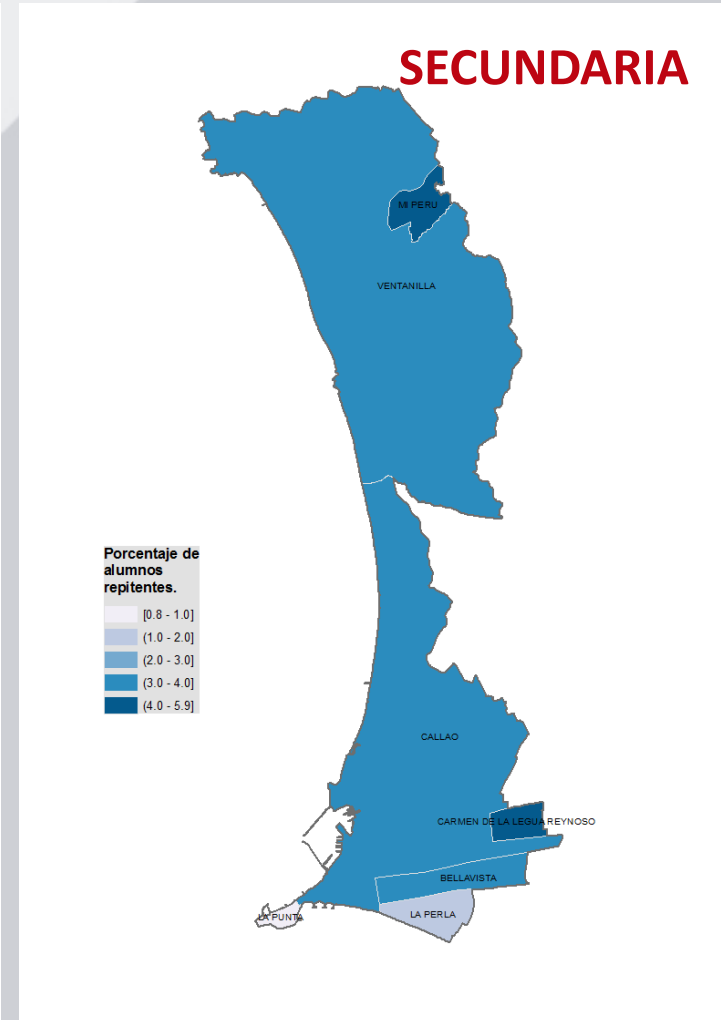 SECUNDARIA
MI PERU
VENTANILLA
Porcentaje de
alumnos
repitentes.
[0.8 - 1.0]
(1.0 - 2.0]
(2.0 - 3.0]
(3.0 - 4.0]
(4.0 - 5.9]
CALLAO
CARMEN DE LA LEGUA REYNOSO
BELLAVISTA
LA PERLA
LA PUNTA